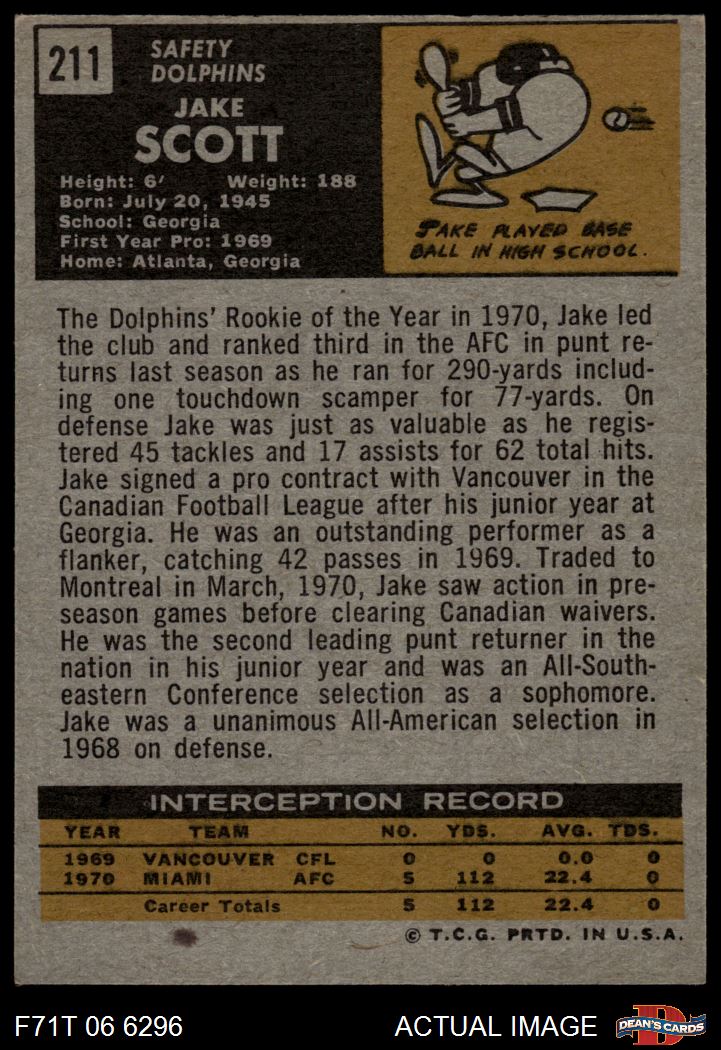 211
SAFETY
DOLPHINS
JAKE
SCOTT
Height: 6' Weight: 188
Born: July 20, 1945
School: Georgia
First Year Pro: 1969
Home: Atlanta, Georgia
JAKE PLAYED BASE
BALL IN HIGH SCHOOL.
The Dolphins' Rookie of the Year in 1970, Jake led
the club and ranked third in the AFC in punt re-
turns last season as he ran for 290-yards includ-
ing one touchdown scamper for 77-yards. On
defense Jake was just as valuable as he regis-
tered 45 tackles and 17 assists for 62 total hits.
Jake signed a pro contract with Vancouver in the
Canadian Football League after his junior year at
Georgia. He was an outstanding performer as a
flanker, catching 42 passes in 1969. Traded to
Montreal in March, 1970, Jake saw action in pre-
season games before clearing Canadian waivers.
He was the second leading punt returner in the
nation in his junior year and was an All-South-
eastern Conference selection as a sophomore.
Jake was a unanimous All-American selection in
1968 on defense.
INTERCEPTION RECORD
YEAR TEAM NO. YDS. AVG. TDS.
1969 VANCOUVER CFL 0 0 0.0 0
1970 MIAMI AFC 5 112 22.4 0
Career Totals 5 112 22.4 0
© T.C.G. PRTD. IN U.S.A.
F71T 06 6296 ACTUAL IMAGE D DEAN'S CARDS